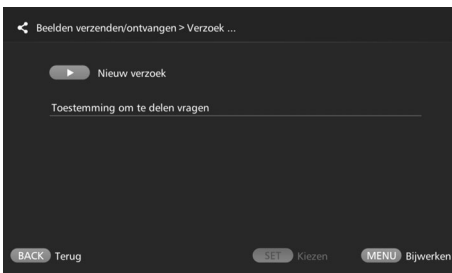 Beelden verzenden/ontvangen > Verzoek ...
Nieuw verzoek
Toestemming om te delen vragen
BACK Terug SET Kiezen MENU Bijwerken